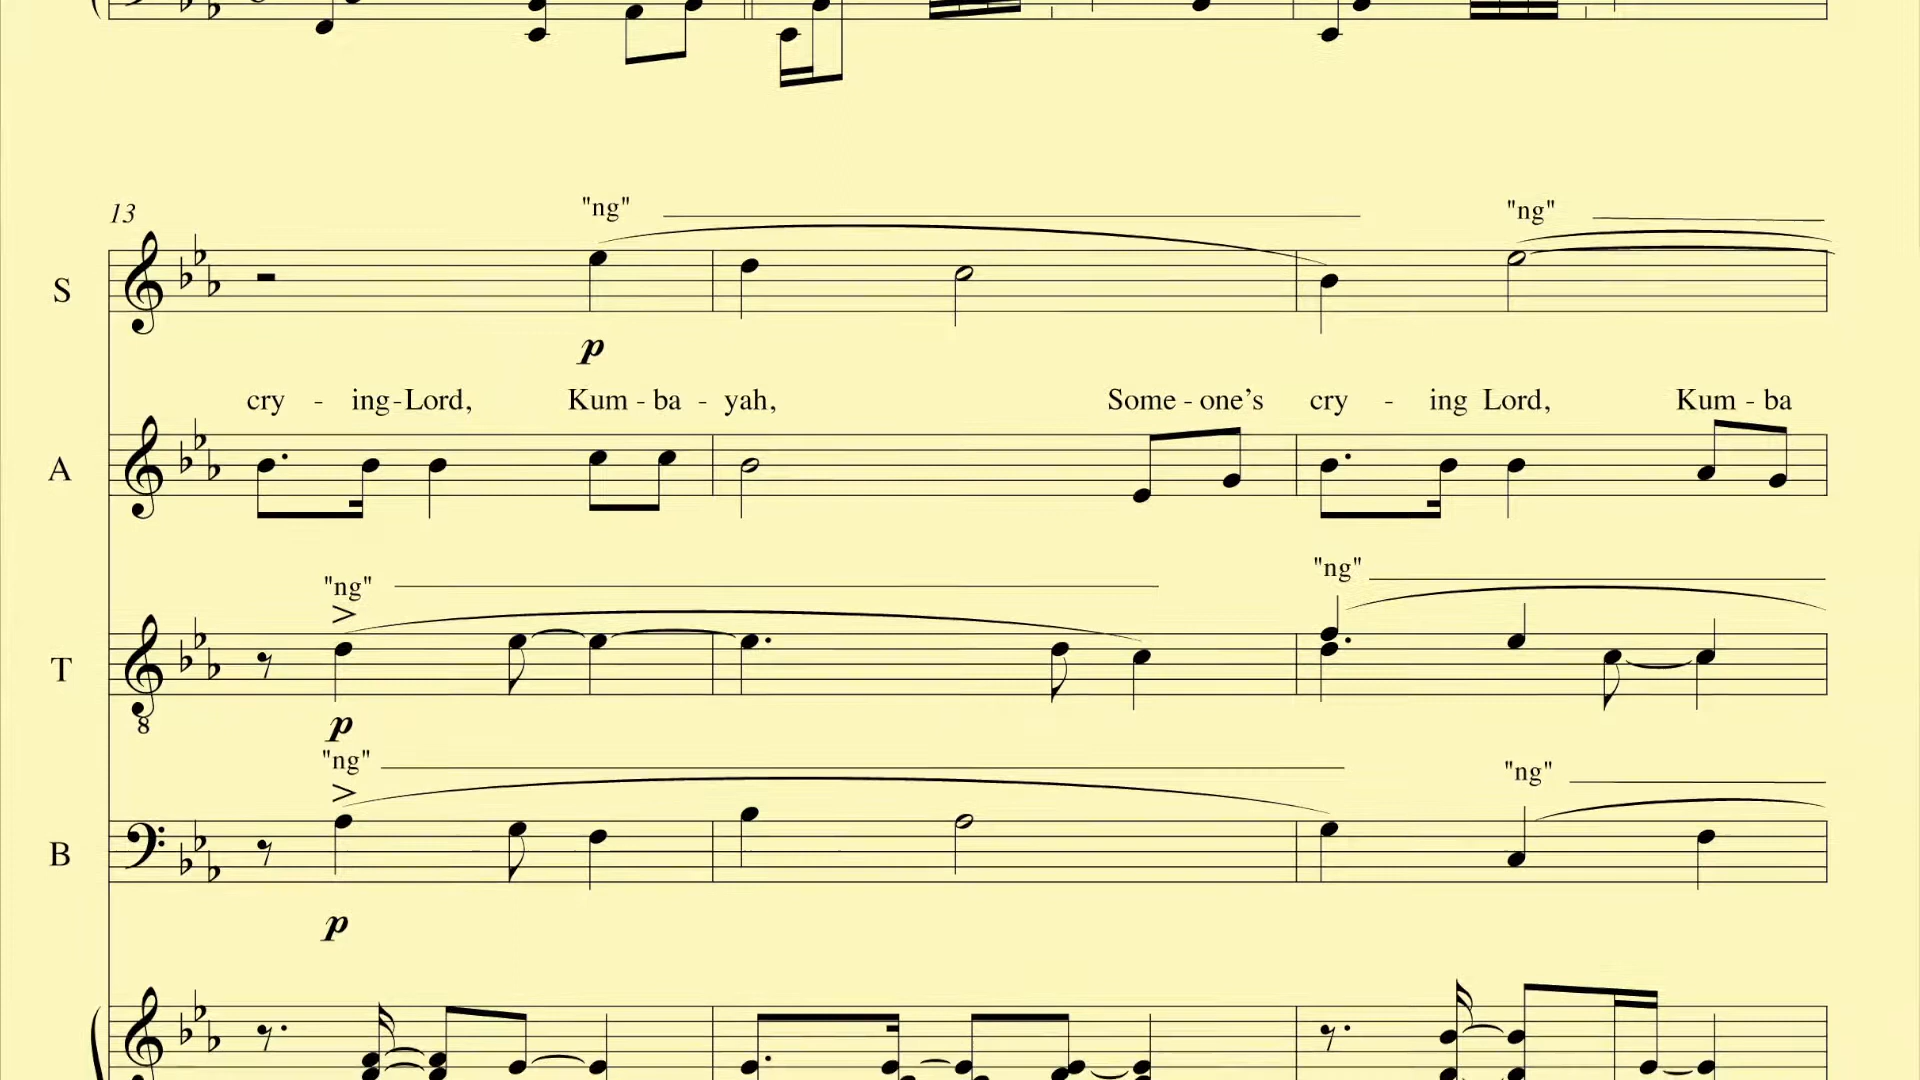 13
"ng"
"ng"
S
p
cry - ing-Lord, Kum - ba - yah, Some - one’s cry - ing Lord, Kum - ba
A
"ng"
"ng"
T
8
p
"ng"
"ng"
B
p